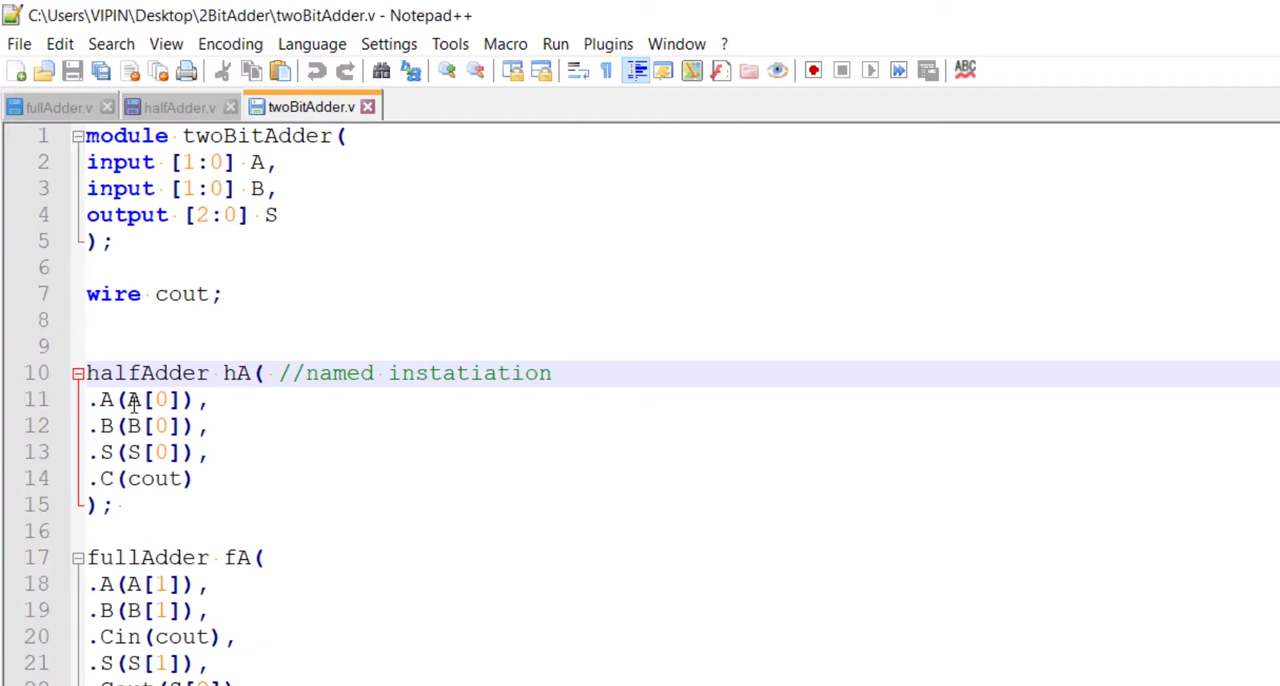 C:\Users\VIPIN\Desktop\2BitAdder\twoBitAdder.v - Notepad++
File Edit Search View Encoding Language Settings Tools Macro Run Plugins Window ?
ABC
fullAdder.v halfAdder.v twoBitAdder.v
1 module twoBitAdder(
2 input [1:0] A,
3 input [1:0] B,
4 output [2:0] S
5 );
6
7 wire cout;
8
9
10 halfAdder hA( //named instatiation
11 .A(A[0]),
12 .B(B[0]),
13 .S(S[0]),
14 .C(cout)
15 );
16
17 fullAdder fA(
18 .A(A[1]),
19 .B(B[1]),
20 .Cin(cout),
21 .S(S[1]),